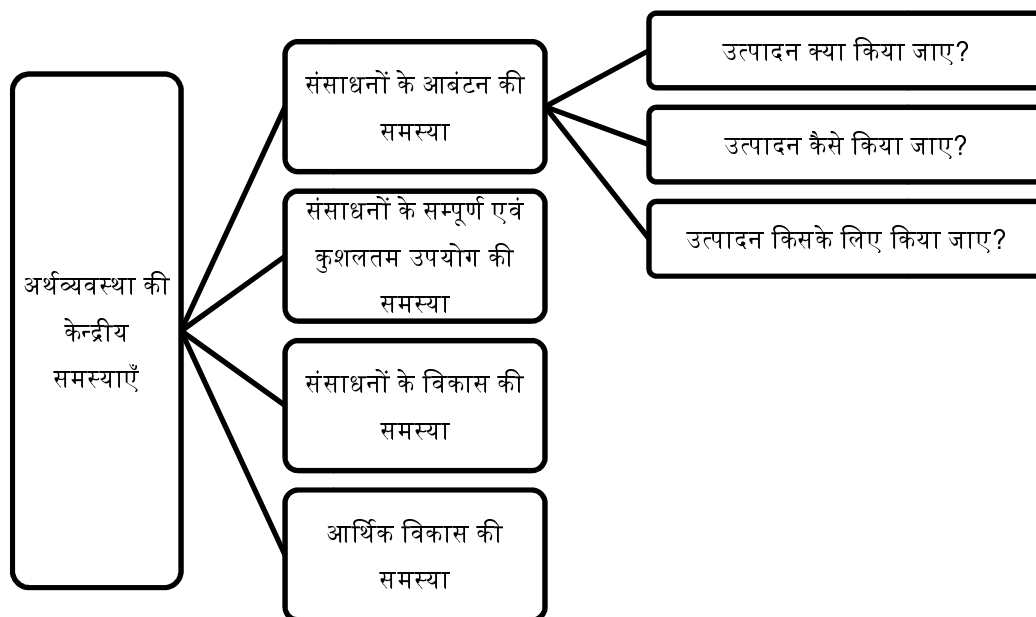 अर्थव्यवस्था की
केन्द्रीय
समस्याएँ
संसाधनों के आबंटन की
समस्या
उत्पादन क्या किया जाए?
उत्पादन कैसे किया जाए?
उत्पादन किसके लिए किया जाए?
संसाधनों के सम्पूर्ण एवं
कुशलतम उपयोग की
समस्या
संसाधनों के विकास की
समस्या
आर्थिक विकास की
समस्या